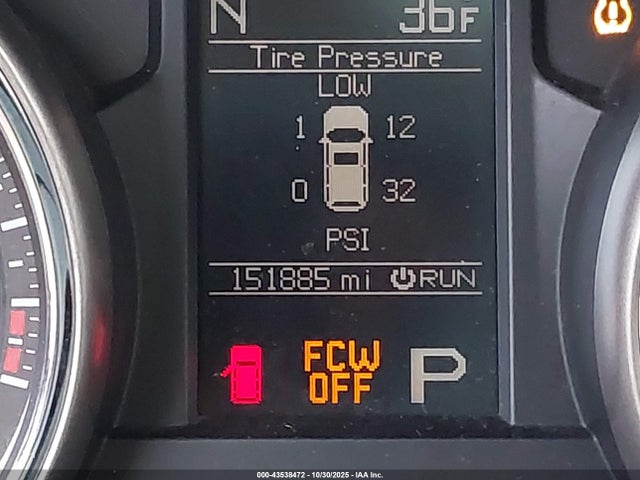 N 36F
Tire Pressure
LOW
1 12
0 32
PSI
151885 mi RUN
FCW
OFF P
000-43538472 - 10/30/2025 - IAA Inc.